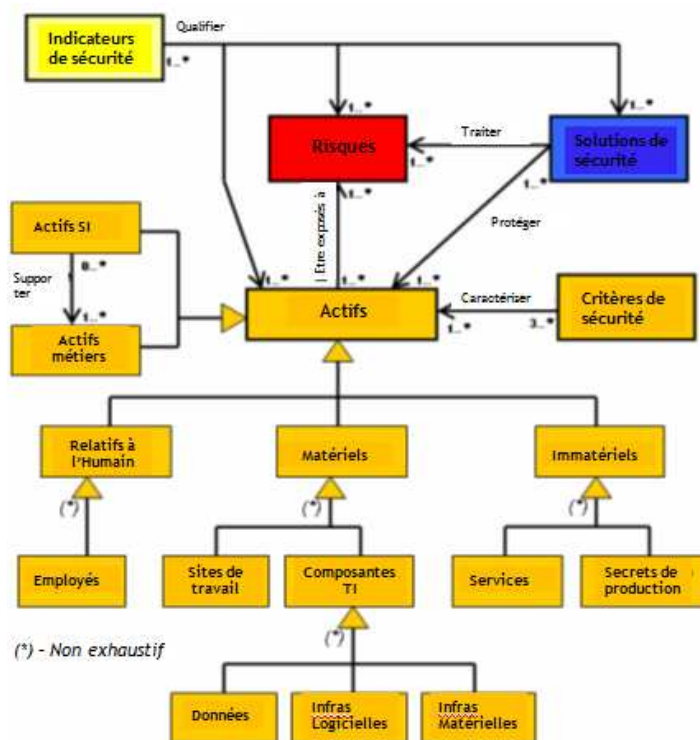 Qualifier
Indicateurs
de sécurité
1..*
1..*
1..*
Risques
Traiter
1..*
Solutions de
sécurité
1..*
1..*
Etre exposés à
Protéger
Actifs SI
0..*
Suppor
ter
1..*
Actifs
métiers
1..*
1..*
1..*
Actifs
Caractériser
1..*
3..*
Critères de
sécurité
Relatifs à
l'Humain
Matériels
Immatériels
(*)
(*)
(*)
Employés
Sites de
travail
Composantes
TI
Services
Secrets de
production
(*)
(*) - Non exhaustif
Données
Infras
Logicielles
Infras
Matérielles